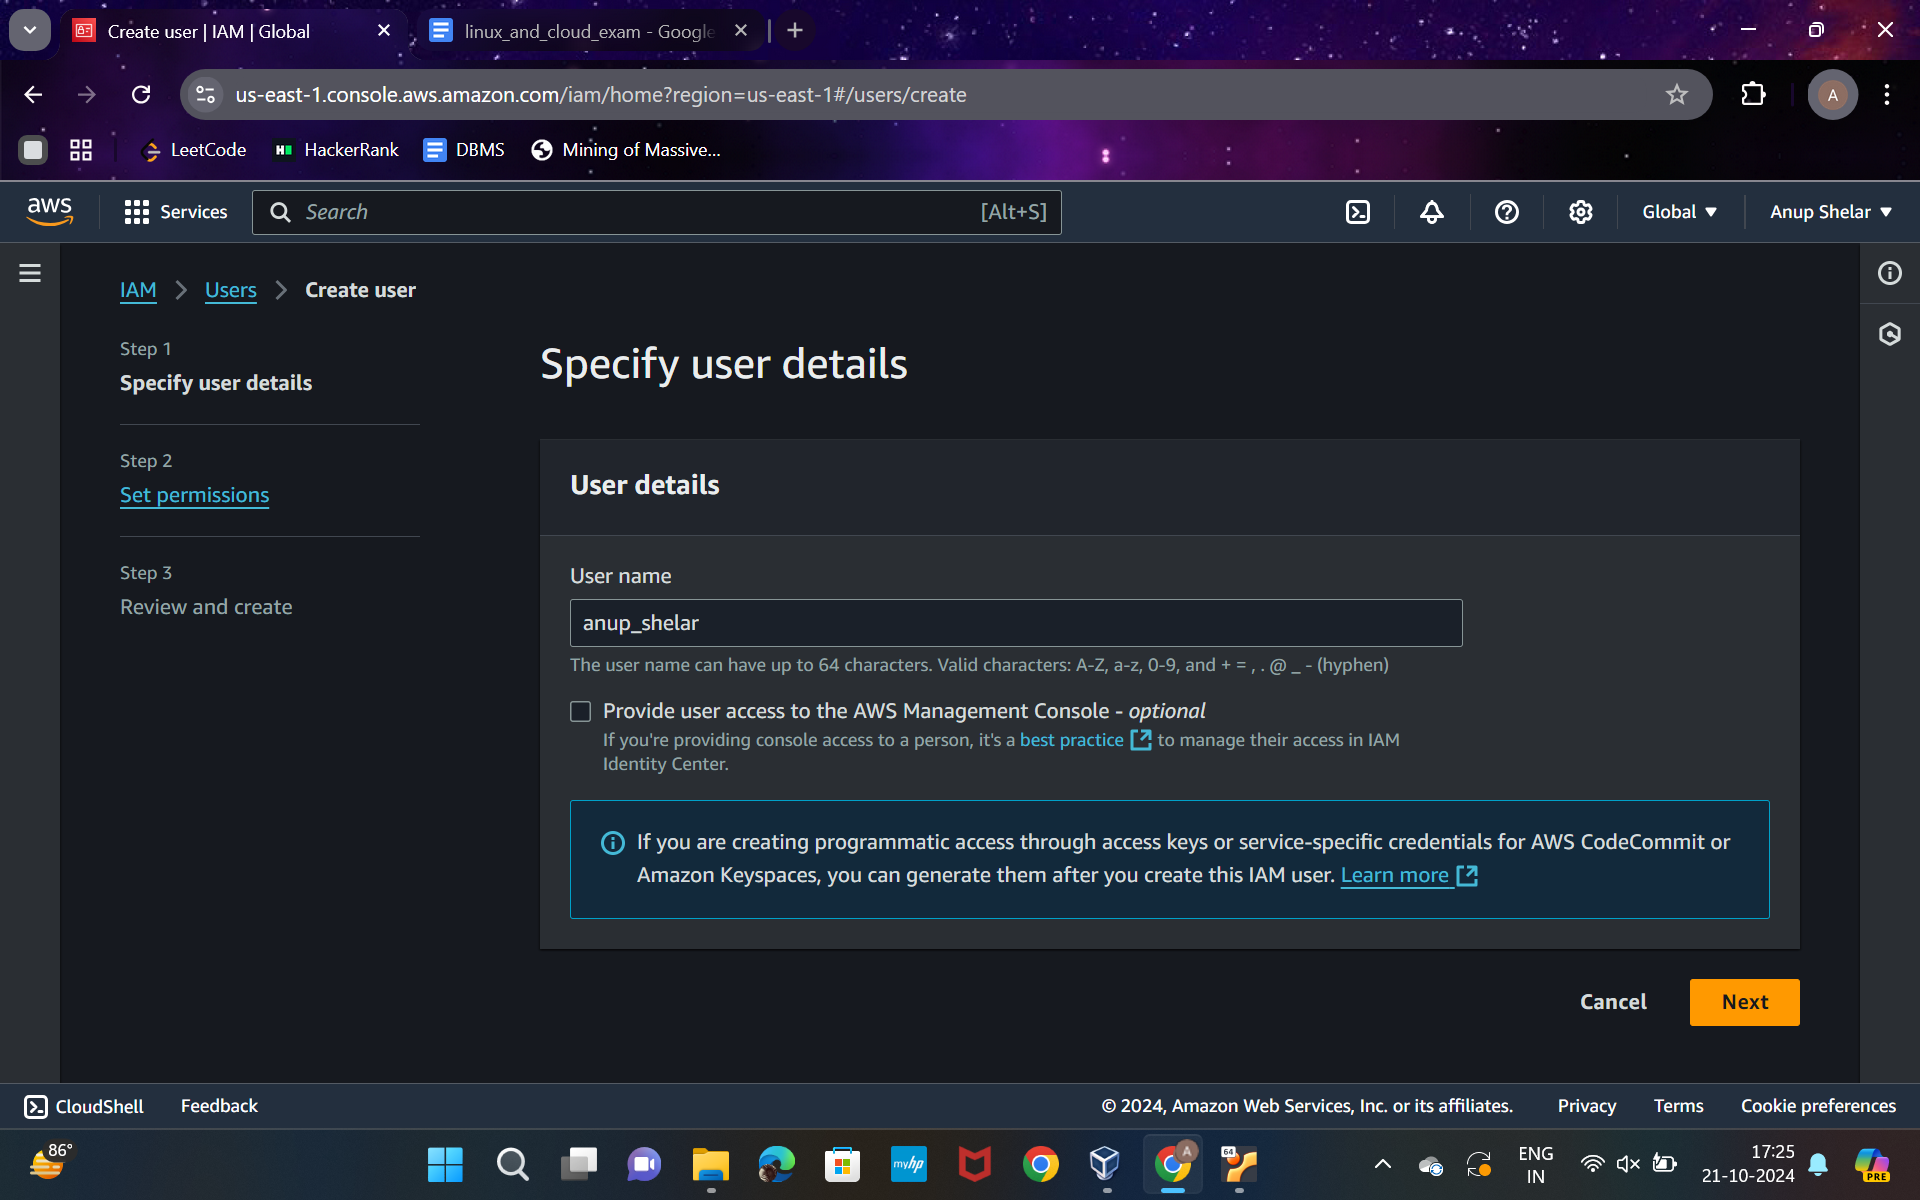 Create user | IAM | Global
linux_and_cloud_exam - Google
us-east-1.console.aws.amazon.com/iam/home?region=us-east-1#/users/create
A
LeetCode
HackerRank
DBMS
Mining of Massive...
aws
Services
Search
[Alt+S]
Global
Anup Shelar
IAM
Users
Create user
Step 1
Specify user details
Step 2
Set permissions
Step 3
Review and create
Specify user details
User details
User name
anup_shelar
The user name can have up to 64 characters. Valid characters: A-Z, a-z, 0-9, and + = , . @ _ - (hyphen)
Provide user access to the AWS Management Console - optional
If you're providing console access to a person, it's a best practice to manage their access in IAM
Identity Center.
If you are creating programmatic access through access keys or service-specific credentials for AWS CodeCommit or
Amazon Keyspaces, you can generate them after you create this IAM user. Learn more
Cancel
Next
CloudShell
Feedback
© 2024, Amazon Web Services, Inc. or its affiliates.
Privacy
Terms
Cookie preferences
86°
myhp
A
64
ENG
IN
17:25
21-10-2024
PRE